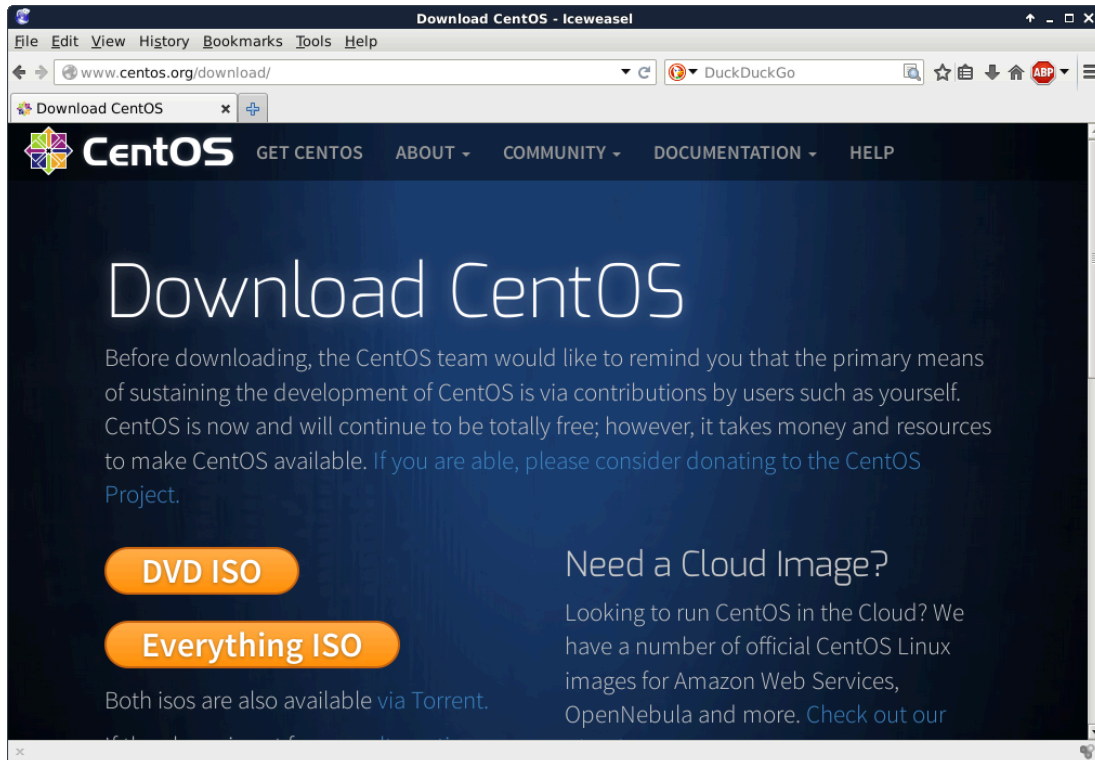 Download CentOS - Iceweasel
File Edit View History Bookmarks Tools Help
www.centos.org/download/
DuckDuckGo
ABP
Download CentOS
CentOS GET CENTOS ABOUT COMMUNITY DOCUMENTATION HELP
Download CentOS
Before downloading, the CentOS team would like to remind you that the primary means
of sustaining the development of CentOS is via contributions by users such as yourself.
CentOS is now and will continue to be totally free; however, it takes money and resources
to make CentOS available. If you are able, please consider donating to the CentOS
Project.
DVD ISO
Everything ISO
Both isos are also available via Torrent.
Need a Cloud Image?
Looking to run CentOS in the Cloud? We
have a number of official CentOS Linux
images for Amazon Web Services,
OpenNebula and more. Check out our